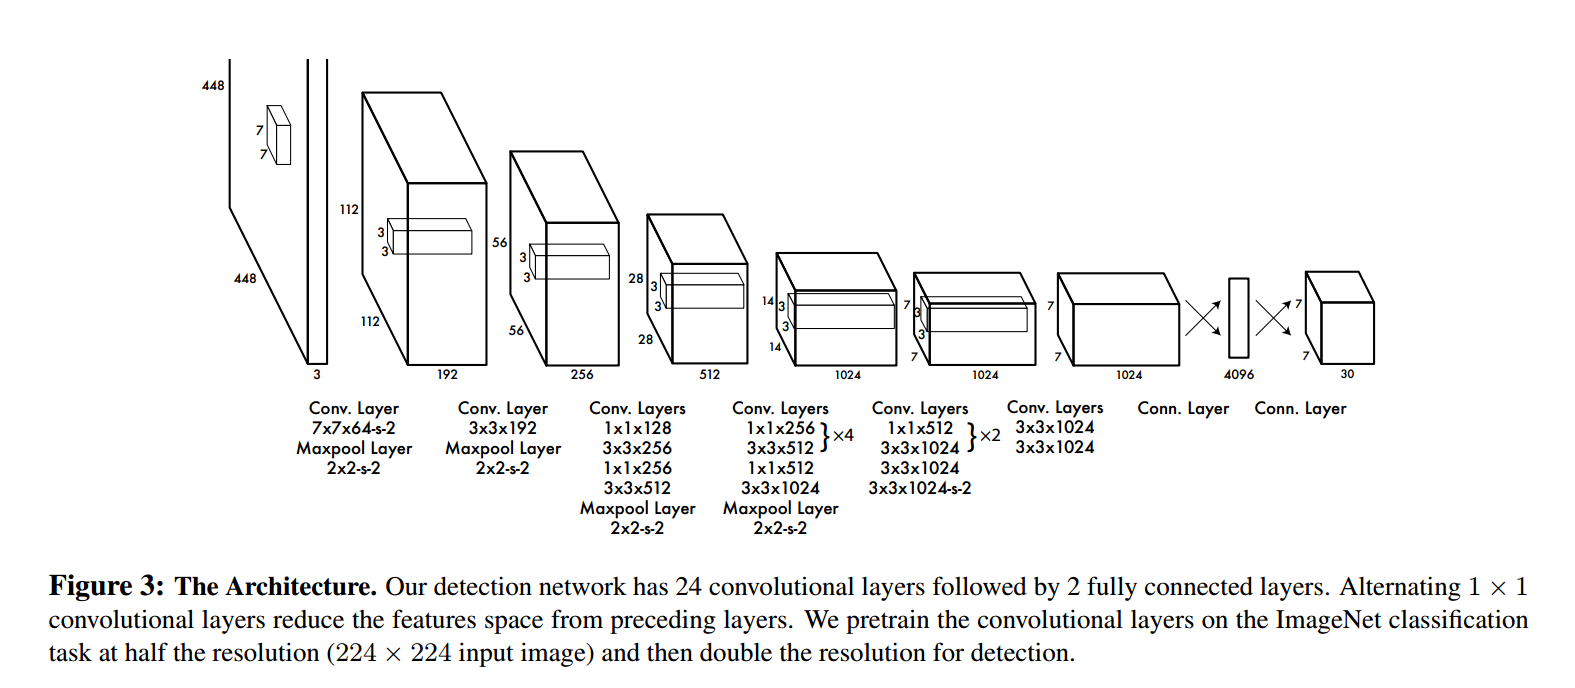 448
7
7
448
3
112
3
3
112
192
56
3
3
56
256
28
3
3
28
512
14
3
3
14
1024
7
3
3
7
1024
7
7
1024
4096
7
7
30
Conv. Layer
7x7x64-s-2
Maxpool Layer
2x2-s-2
Conv. Layer
3x3x192
Maxpool Layer
2x2-s-2
Conv. Layers
1x1x128
3x3x256
1x1x256
3x3x512
Maxpool Layer
2x2-s-2
Conv. Layers
1x1x256
3x3x512 } ×4
1x1x512
3x3x1024
Maxpool Layer
2x2-s-2
Conv. Layers
1x1x512
3x3x1024 } ×2
3x3x1024
3x3x1024-s-2
Conv. Layers
3x3x1024
3x3x1024
Conn. Layer
Conn. Layer
Figure 3: The Architecture. Our detection network has 24 convolutional layers followed by 2 fully connected layers. Alternating 1 × 1
convolutional layers reduce the features space from preceding layers. We pretrain the convolutional layers on the ImageNet classification
task at half the resolution (224 × 224 input image) and then double the resolution for detection.